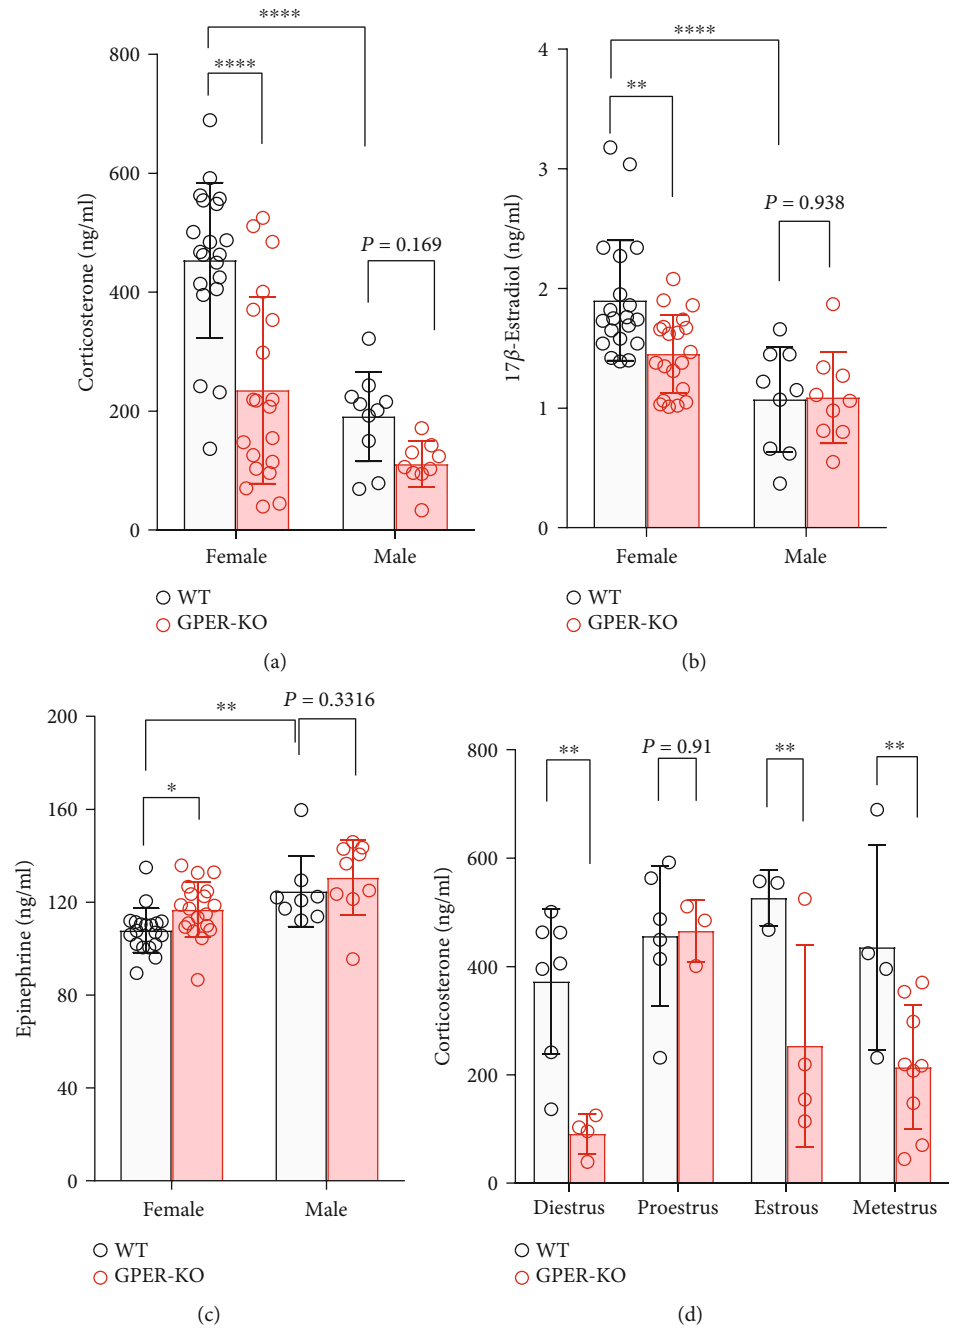 ****
****
800
600
400
200
0
Corticosterone (ng/ml)
P = 0.169
Female
Male
WT
GPER-KO
(a)
****
**
4
3
2
1
0
17β-Estradiol (ng/ml)
P = 0.938
Female
Male
WT
GPER-KO
(b)
P = 0.3316
**
*
200
160
120
80
40
0
Epinephrine (ng/ml)
Female
Male
WT
GPER-KO
(c)
**
P = 0.91
**
**
800
600
400
200
0
Corticosterone (ng/ml)
Diestrus
Proestrus
Estrous
Metestrus
WT
GPER-KO
(d)